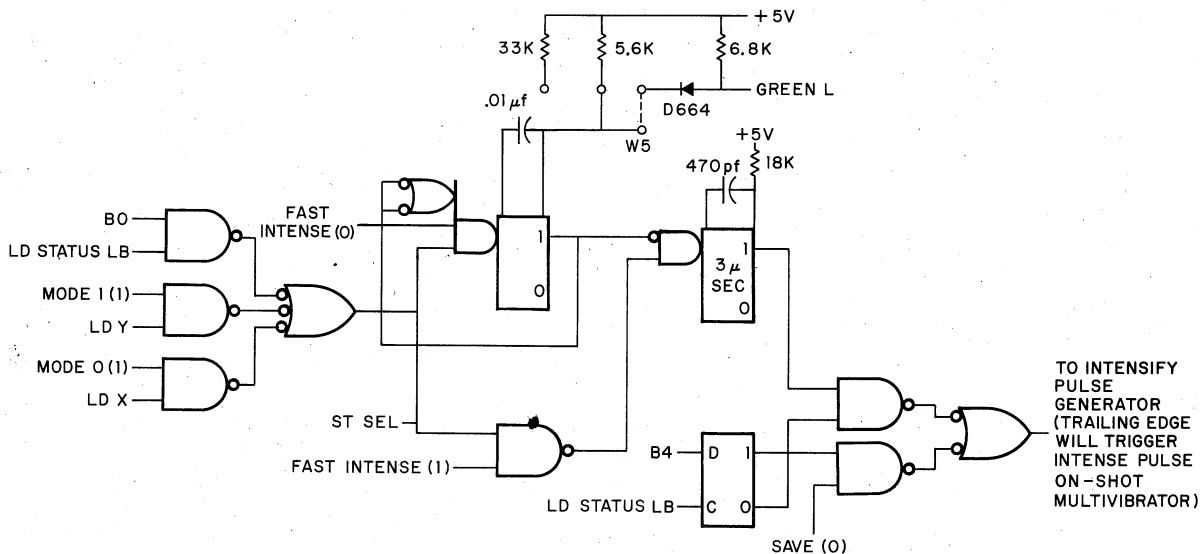 +5V
33K
5.6K
6.8K
GREEN L
D664
.01µf
W5
+5V
18K
470pf
B0
LD STATUS LB
FAST
INTENSE(0)
1
0
1
3µ
SEC
0
MODE 1(1)
LD Y
MODE 0(1)
LD X
ST SEL
FAST INTENSE(1)
B4
D
1
LD STATUS LB
C
0
SAVE (0)
TO INTENSIFY
PULSE
GENERATOR
(TRAILING EDGE
WILL TRIGGER
INTENSE PULSE
ON-SHOT
MULTIVIBRATOR)